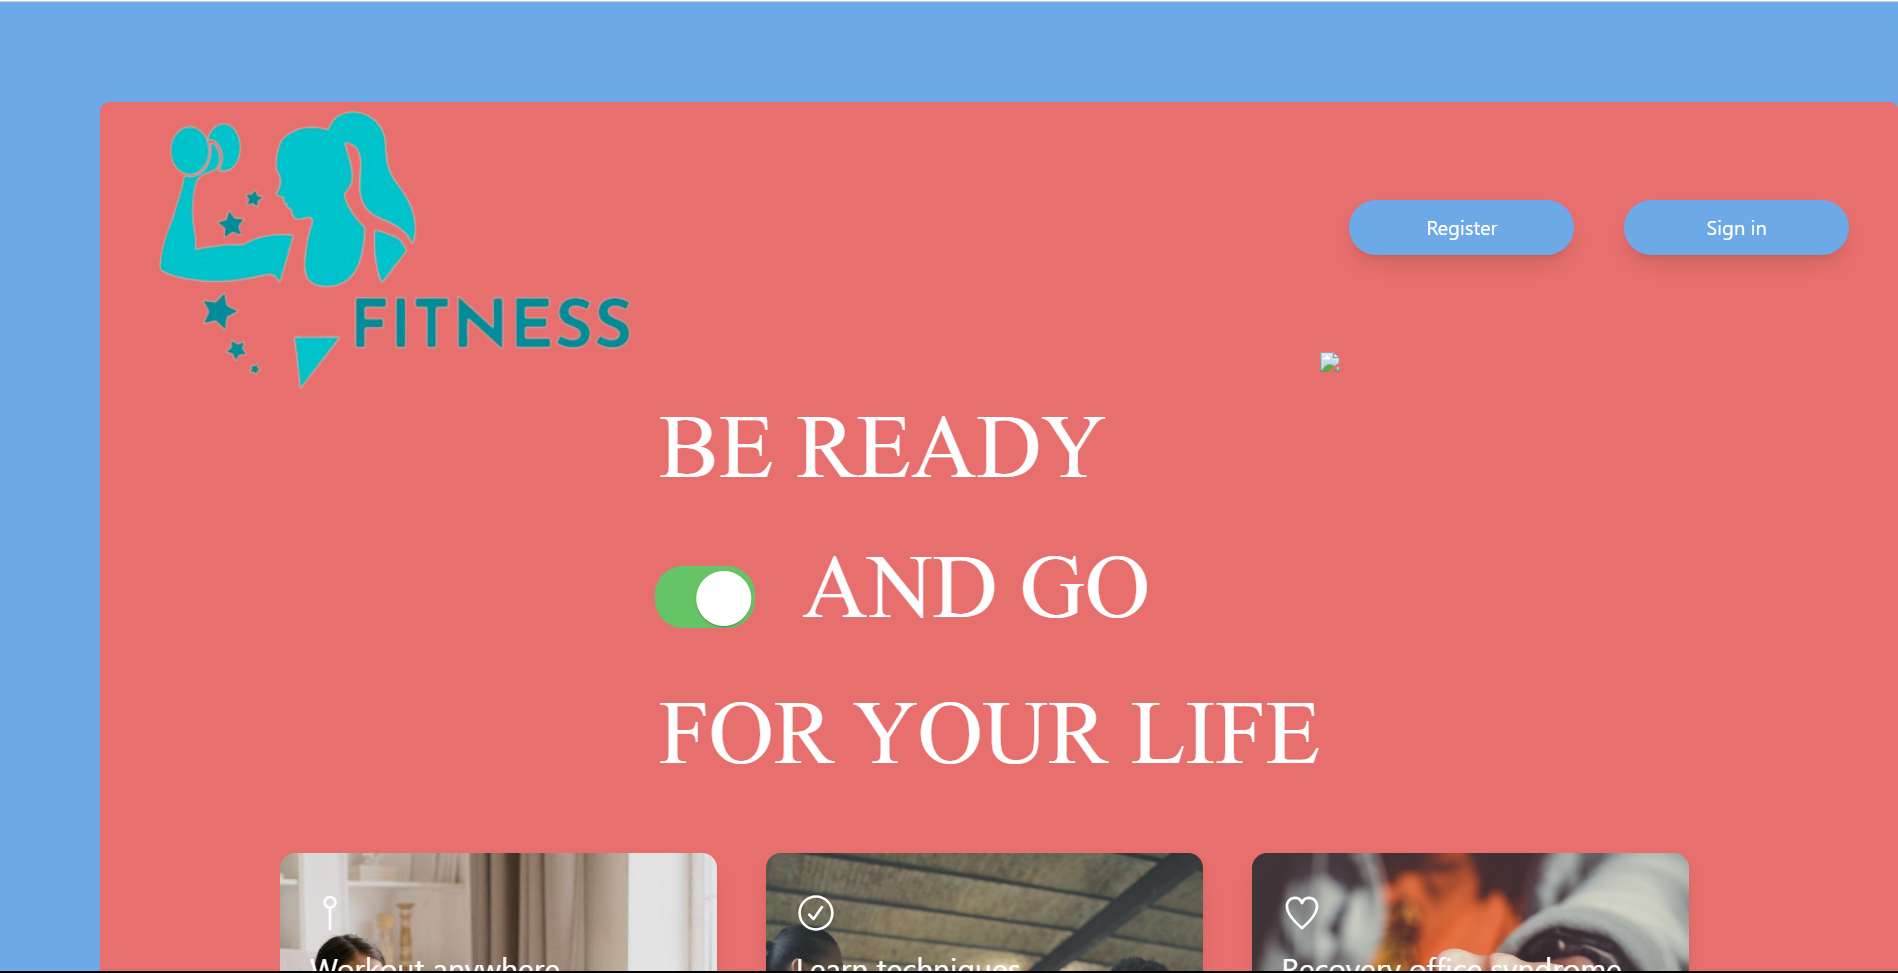 FITNESS
Register
Sign in
BE READY
AND GO
FOR YOUR LIFE
Workout anywhere
Learn techniques
Recovery office syndrome